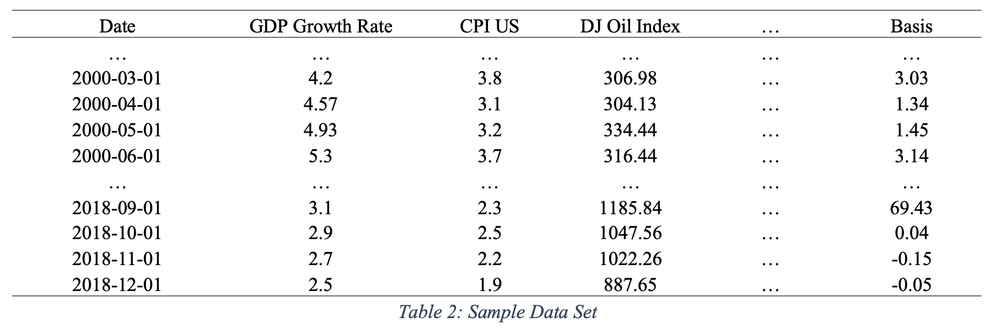 Date GDP Growth Rate CPI US DJ Oil Index … Basis
… … … … … …
2000-03-01 4.2 3.8 306.98 … 3.03
2000-04-01 4.57 3.1 304.13 … 1.34
2000-05-01 4.93 3.2 334.44 … 1.45
2000-06-01 5.3 3.7 316.44 … 3.14
… … … … … …
2018-09-01 3.1 2.3 1185.84 … 69.43
2018-10-01 2.9 2.5 1047.56 … 0.04
2018-11-01 2.7 2.2 1022.26 … -0.15
2018-12-01 2.5 1.9 887.65 … -0.05
Table 2: Sample Data Set